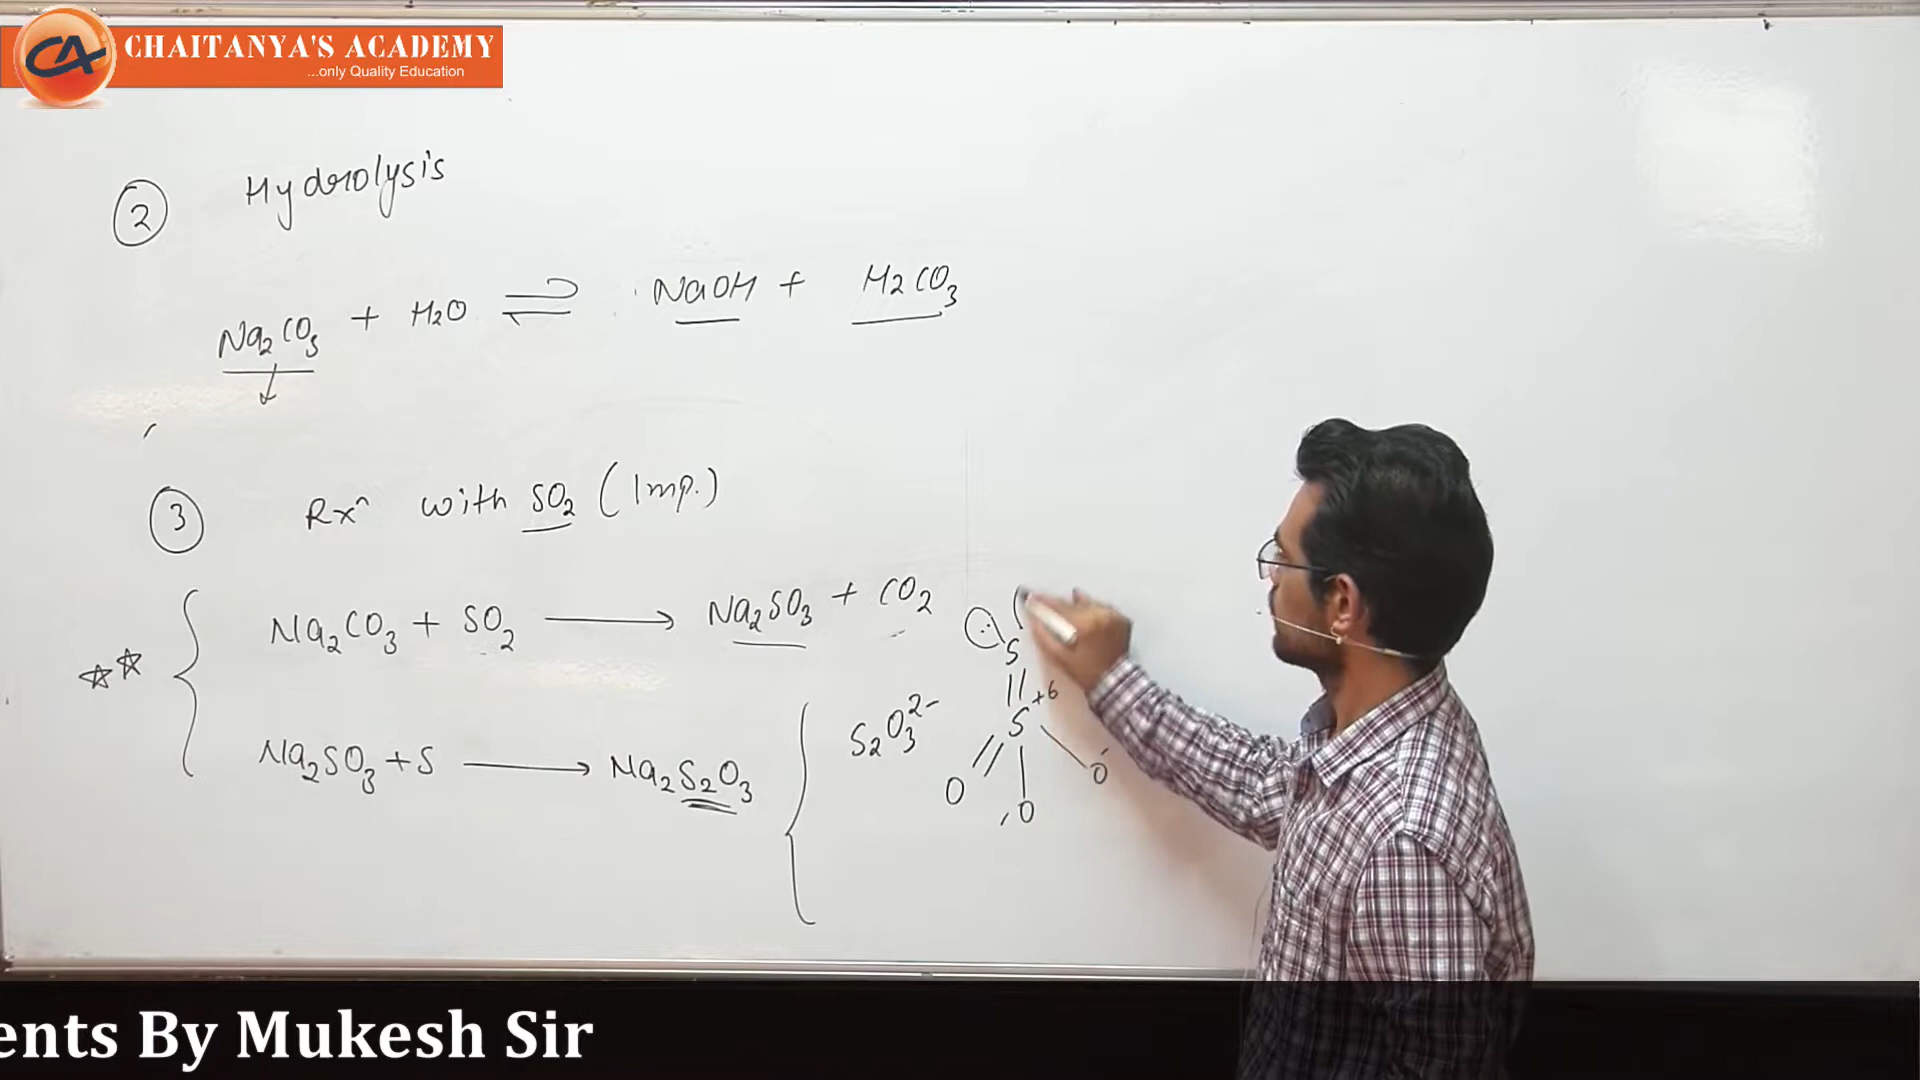 CHAITANYA'S ACADEMY
...only Quality Education
② Hydrolysis
Na₂CO₃ + H₂O ⇌ NaOH + H₂CO₃
③ Rxⁿ with SO₂ (Imp.)
Na₂CO₃ + SO₂ ⟶ Na₂SO₃ + CO₂
Na₂SO₃ + S ⟶ Na₂S₂O₃
S₂O₃²⁻
S
S +6
O O O
ents By Mukesh Sir